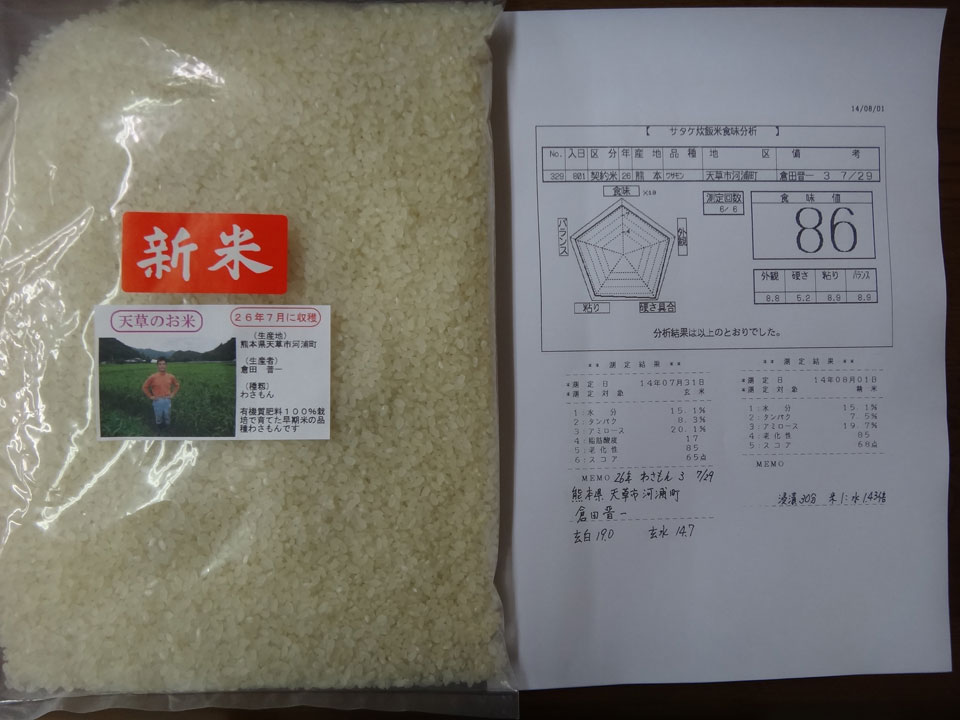 新米
天草のお米
26年7月に収穫
(生産地)
熊本県天草市河浦町
(生産者)
倉田 晋一
(種類)
わさもん
有機質肥料100%栽
培で育てた早期米の品
種わさもんです
14/08/01
【 サタケ炊飯米食味分析 】
No. 入日 区分 年 産地 品種 地区 備考
329 801 契約米 26 熊本 ワサモン 天草市河浦町 倉田晋一 3 7/29
食味 ×10
バランス
外観
粘り
硬さ具合
測定回数
6/ 6
食味値
86
外観 硬さ 粘り バランス
8.8 5.2 8.9 8.9
分析結果は以上のとおりでした。
** 測定結果 **
*測定日 14年07月31日
*測定対象 玄米
1:水分 15.1%
2:タンパク 8.3%
3:アミロース 20.1%
4:脂肪酸度 17
5:老化性 85
6:スコア 65点
MEMO 26年 わさもん 3 7/29
熊本県 天草市 河浦町
倉田 晋一
玄白 19.0 玄水 14.7
** 測定結果 **
*測定日 14年08月01日
*測定対象 精米
1:水分 15.1%
2:タンパク 7.5%
3:アミロース 19.7%
4:老化性 85
5:スコア 68点
MEMO
浸漬30分 米1:水1.43倍